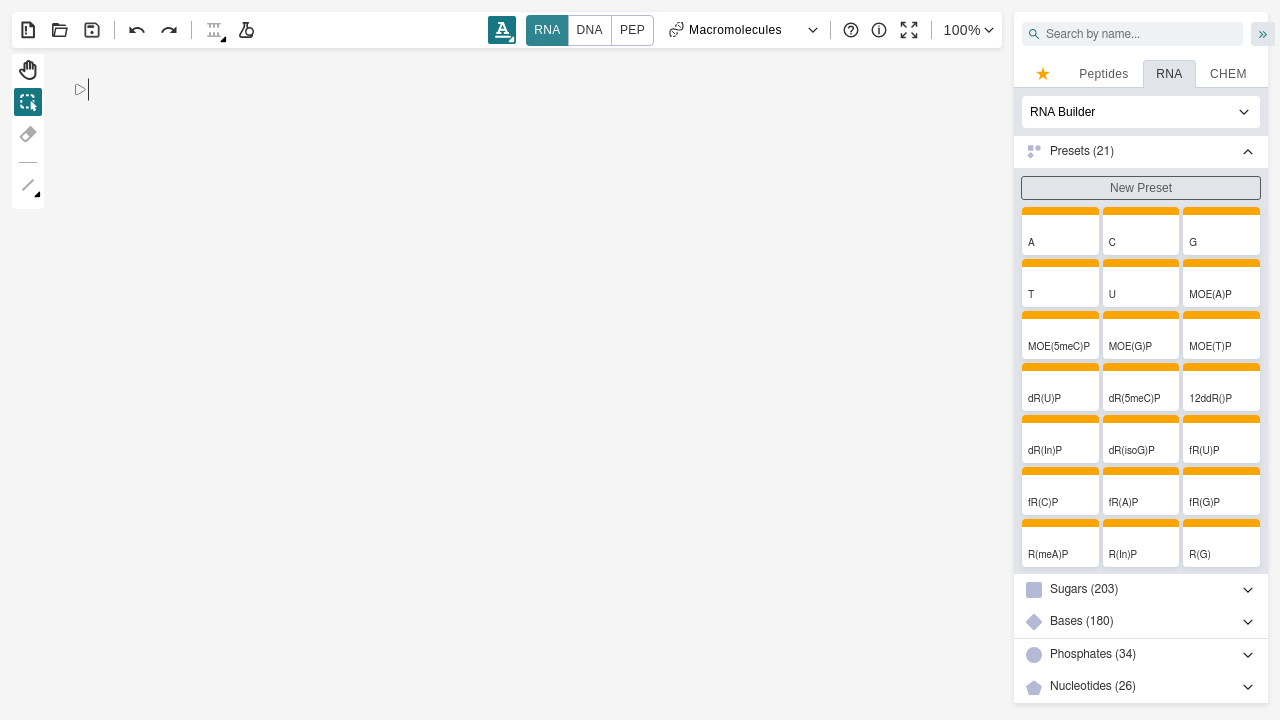 A RNA DNA PEP Macromolecules 100%
Search by name...
Peptides RNA CHEM
RNA Builder
Presets (21)
New Preset
A C G
T U MOE(A)P
MOE(5meC)P MOE(G)P MOE(T)P
dR(U)P dR(5meC)P 12ddR()P
dR(In)P dR(isoG)P fR(U)P
fR(C)P fR(A)P fR(G)P
R(meA)P R(In)P R(G)
Sugars (203)
Bases (180)
Phosphates (34)
Nucleotides (26)